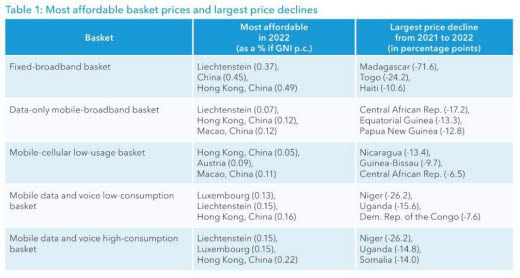 Table 1: Most affordable basket prices and largest price declines
Basket
Most affordable
in 2022
(as a % if GNI p.c.)
Largest price decline
from 2021 to 2022
(in percentage points)
Fixed-broadband basket
Liechtenstein (0.37),
China (0.45),
Hong Kong, China (0.49)
Madagascar (-71.6),
Togo (-24.2),
Haiti (-10.6)
Data-only mobile-broadband basket
Liechtenstein (0.07),
Hong Kong, China (0.12),
Macao, China (0.12)
Central African Rep. (-17.2),
Equatorial Guinea (-13.3),
Papua New Guinea (-12.8)
Mobile-cellular low-usage basket
Hong Kong, China (0.05),
Austria (0.09),
Macao, China (0.11)
Nicaragua (-13.4),
Guinea-Bissau (-9.7),
Central African Rep. (-6.5)
Mobile data and voice low-consumption
basket
Luxembourg (0.13),
Liechtenstein (0.15),
Hong Kong, China (0.16)
Niger (-26.2),
Uganda (-15.6),
Dem. Rep. of the Congo (-7.6)
Mobile data and voice high-consumption
basket
Liechtenstein (0.15),
Luxembourg (0.15),
Hong Kong, China (0.22)
Niger (-26.2),
Uganda (-14.8),
Somalia (-14.0)